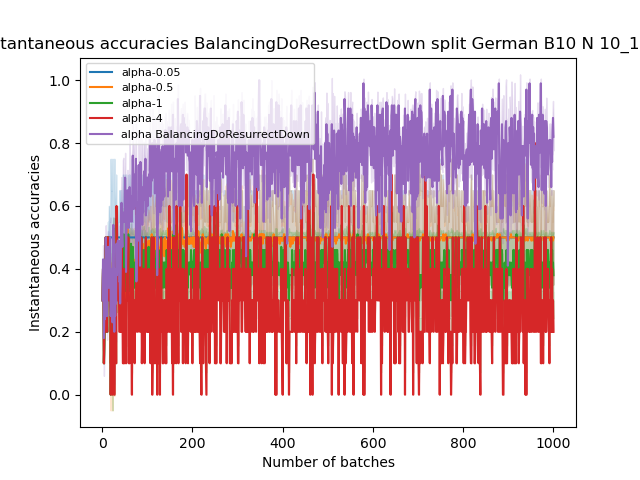 tantaneous accuracies BalancingDoResurrectDown split German B10 N 10_1
alpha-0.05
alpha-0.5
alpha-1
alpha-4
alpha BalancingDoResurrectDown
1.0
0.8
0.6
0.4
0.2
0.0
Instantaneous accuracies
0
200
400
600
800
1000
Number of batches